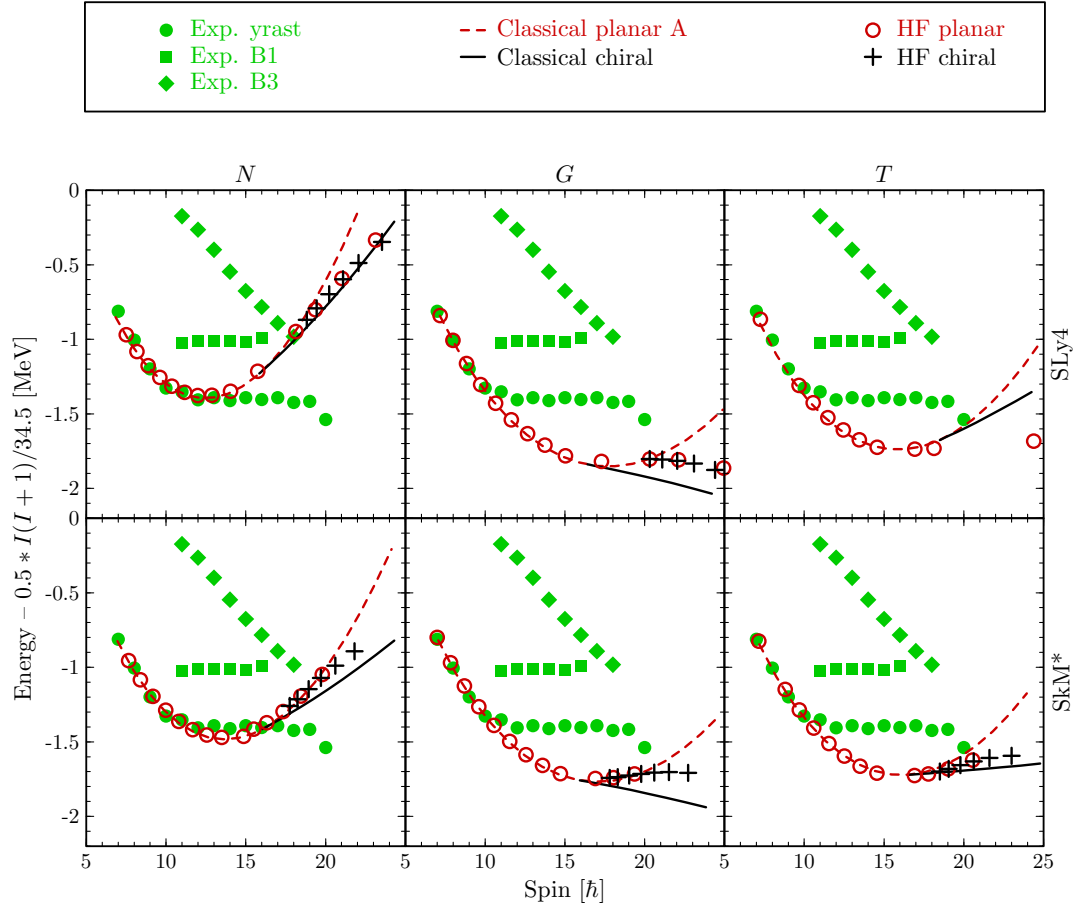 Exp. yrast Classical planar A HF planar
Exp. B1 Classical chiral HF chiral
Exp. B3
N G T
0
-0.5
-1
-1.5
-2
0
-0.5
-1
-1.5
-2
Energy – 0.5 * I(I + 1)/34.5 [MeV]
SLy4
SkM*
5 10 15 20 5 10 15 20 5 10 15 20 25
Spin [ħ]